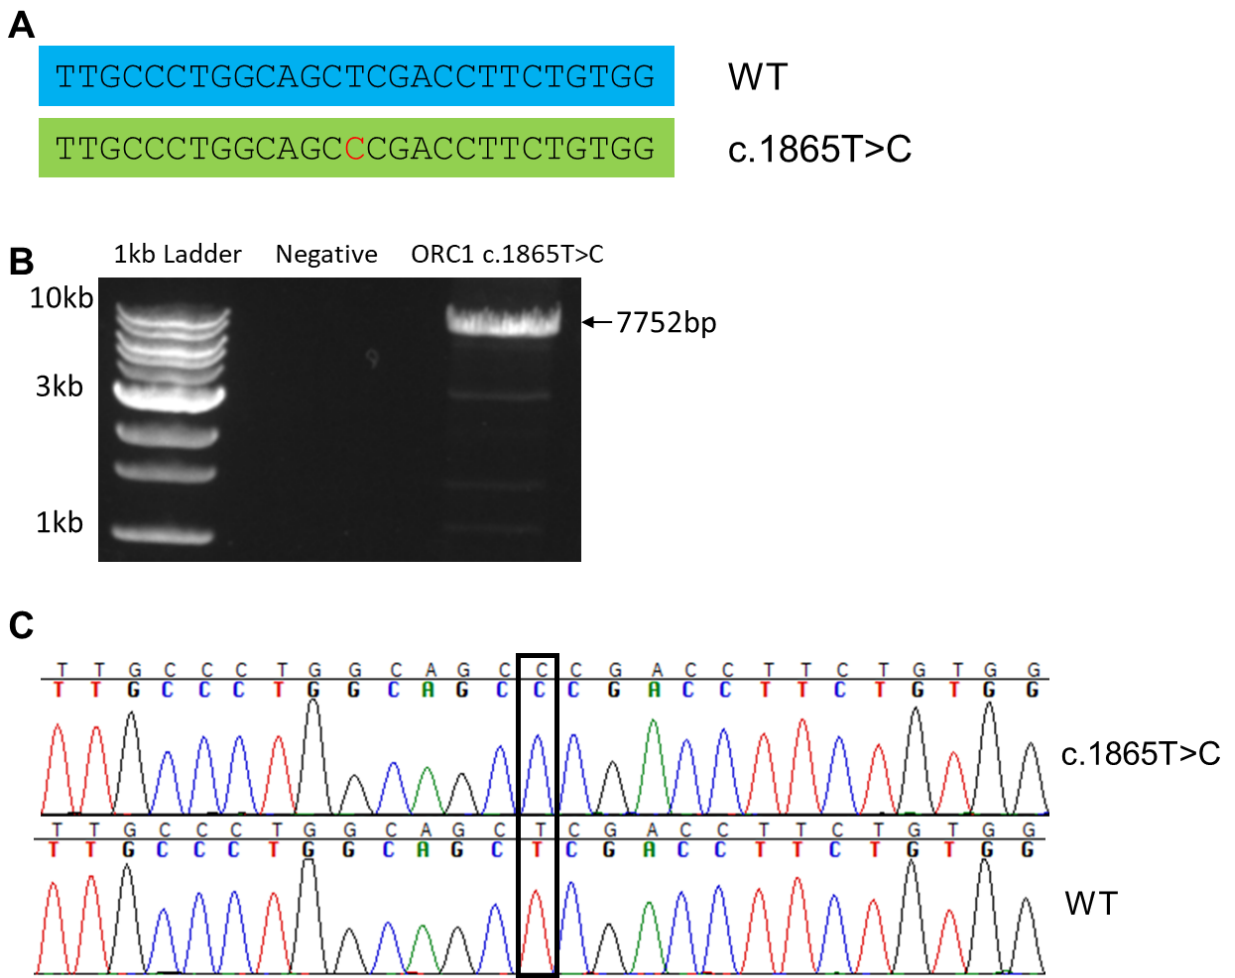 A
TTGCCCTGGCAGCTCGACCTTCTGTGG WT
TTGCCCTGGCAGCCCGACCTTCTGTGG c.1865T>C
B
1kb Ladder Negative ORC1 c.1865T>C
10kb
7752bp
3kb
1kb
C
T T G C C C T G G C A G C C C G A C C T T C T G T G G
T T G C C C T G G C A G C C C G A C C T T C T G T G G
c.1865T>C
T T G C C C T G G C A G C T C G A C C T T C T G T G G
T T G C C C T G G C A G C T C G A C C T T C T G T G G
WT